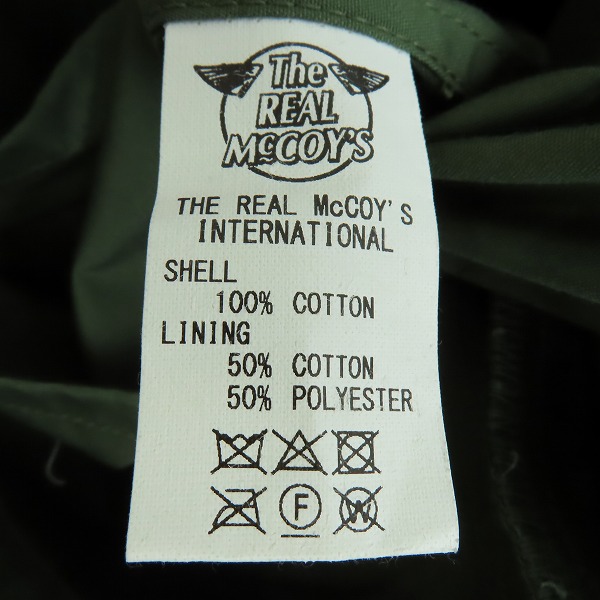 The
REAL
McCOY'S
THE REAL McCOY'S
INTERNATIONAL
SHELL
100% COTTON
LINING
50% COTTON
50% POLYESTER
F W